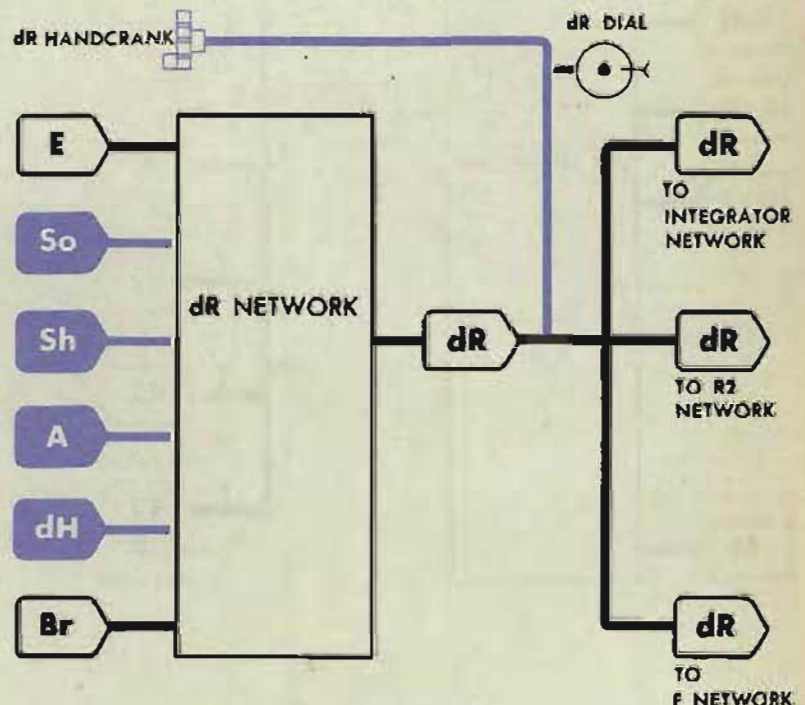 dR HANDCRANK
dR DIAL
E
So
Sh
A
dH
Br
dR NETWORK
dR
dR
TO
INTEGRATOR
NETWORK
dR
TO R2
NETWORK
dR
TO
F NETWORK